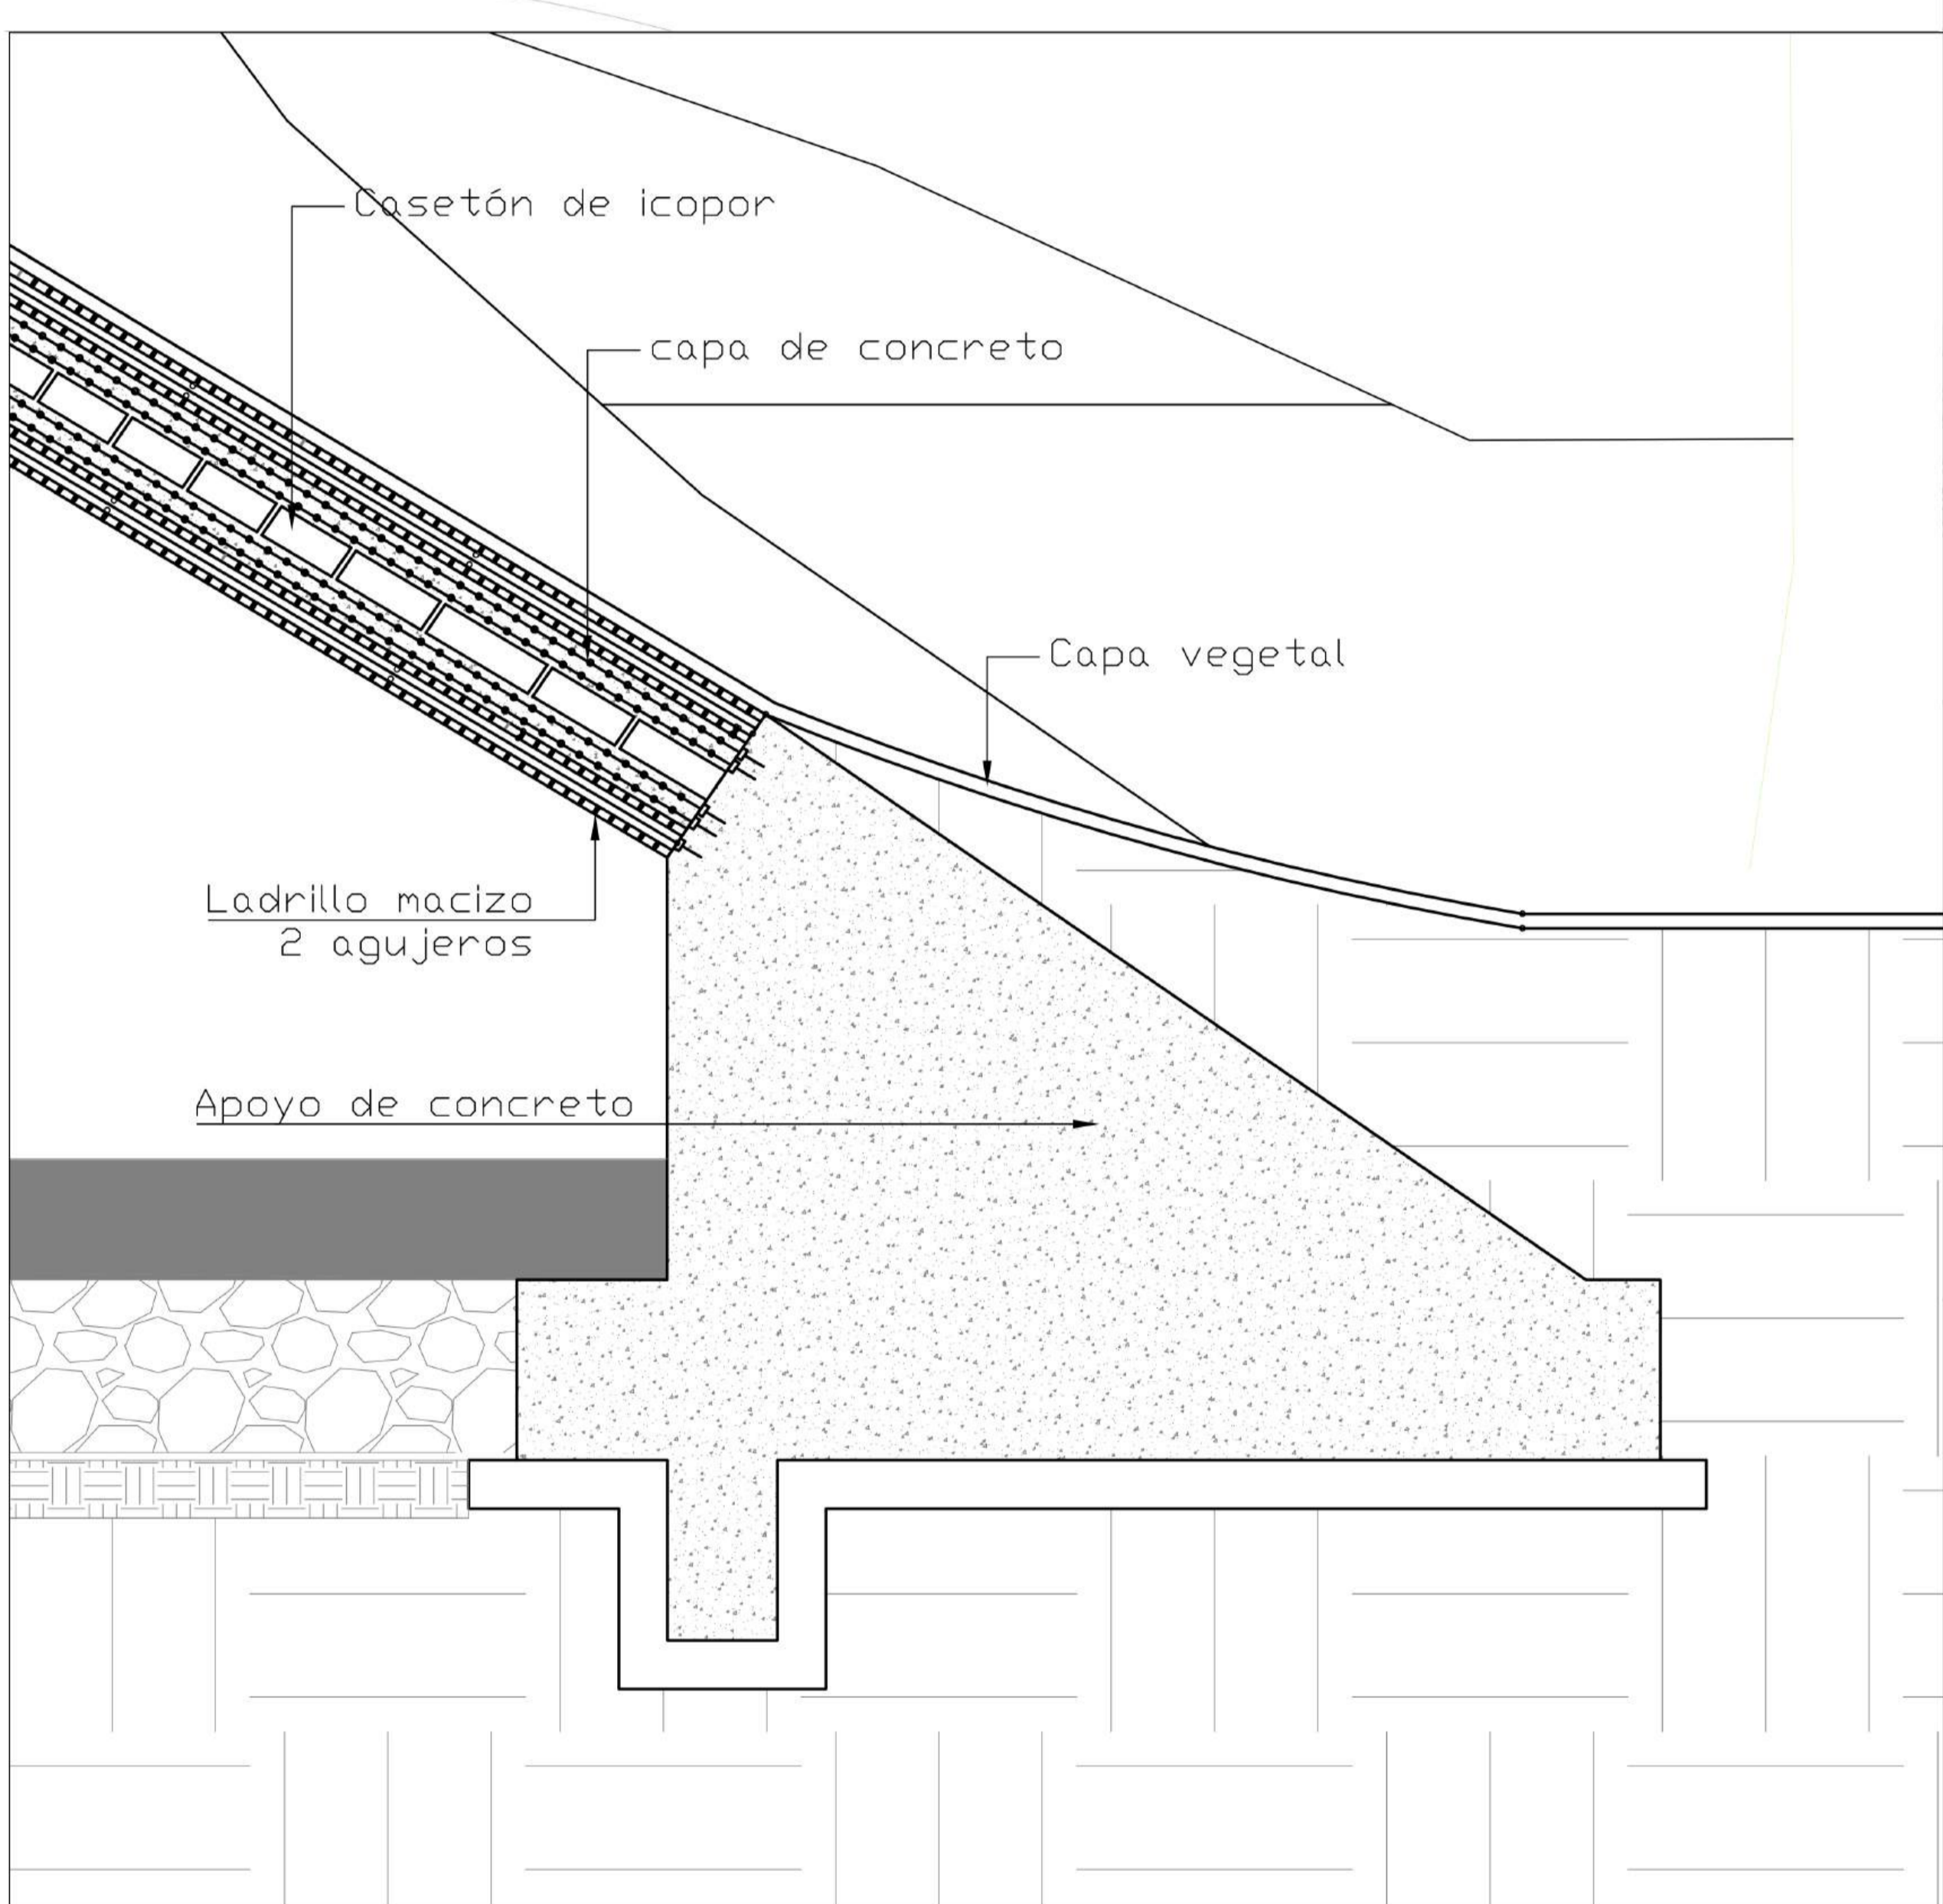 Casetón de icopor
capa de concreto
Capa vegetal
Ladrillo macizo
2 agujeros
Apoyo de concreto